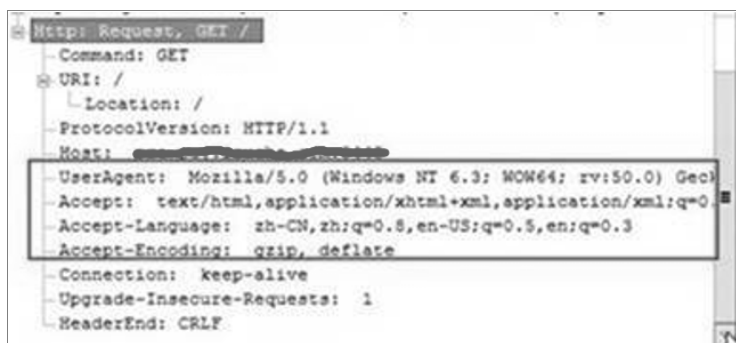 Http: Request, GET /
Command: GET
URI: /
Location: /
ProtocolVersion: HTTP/1.1
Host:
UserAgent: Mozilla/5.0 (Windows NT 6.3; WOW64; rv:50.0) Geck
Accept: text/html,application/xhtml+xml,application/xml;q=0.
Accept-Language: zh-CN,zh;q=0.8,en-US;q=0.5,en;q=0.3
Accept-Encoding: gzip, deflate
Connection: keep-alive
Upgrade-Insecure-Requests: 1
HeaderEnd: CRLF